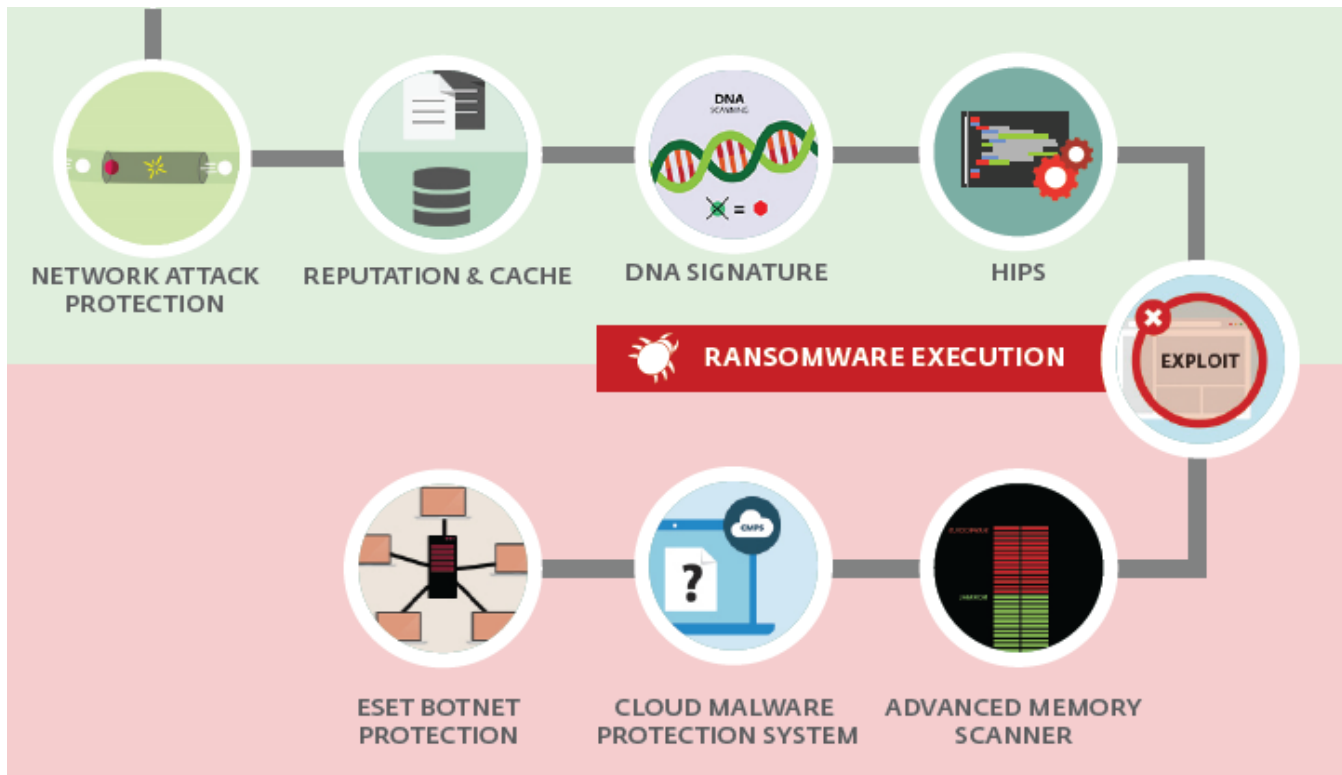 DNA
SCANNING
NETWORK ATTACK
PROTECTION
REPUTATION & CACHE
DNA SIGNATURE
HIPS
RANSOMWARE EXECUTION
EXPLOIT
CMPS
ESET BOTNET
PROTECTION
CLOUD MALWARE
PROTECTION SYSTEM
ADVANCED MEMORY
SCANNER